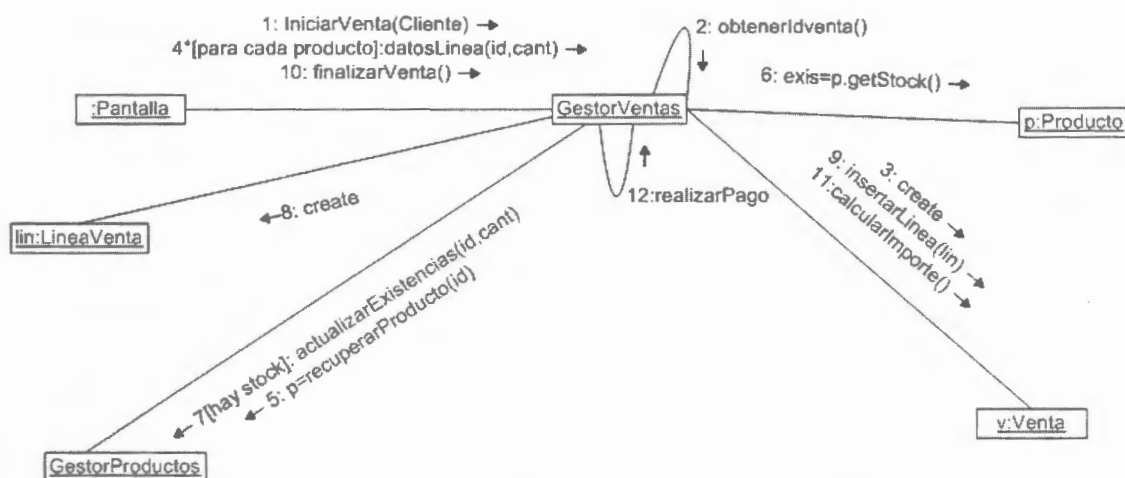 1: IniciarVenta(Cliente) →
4*[para cada producto]:datosLinea(id,cant) →
10: finalizarVenta() →
2: obtenerIdventa()
↓
6: exis=p.getStock() →
:Pantalla
GestorVentas
p:Producto
↑
12:realizarPago
3: create →
9: insertarLinea(lin) →
11:calcularImporte() →
←8: create
lin:LineaVenta
←7[hay stock]: actualizarExistencias(id,cant)
←5: p=recuperarProducto(id)
v:Venta
GestorProductos